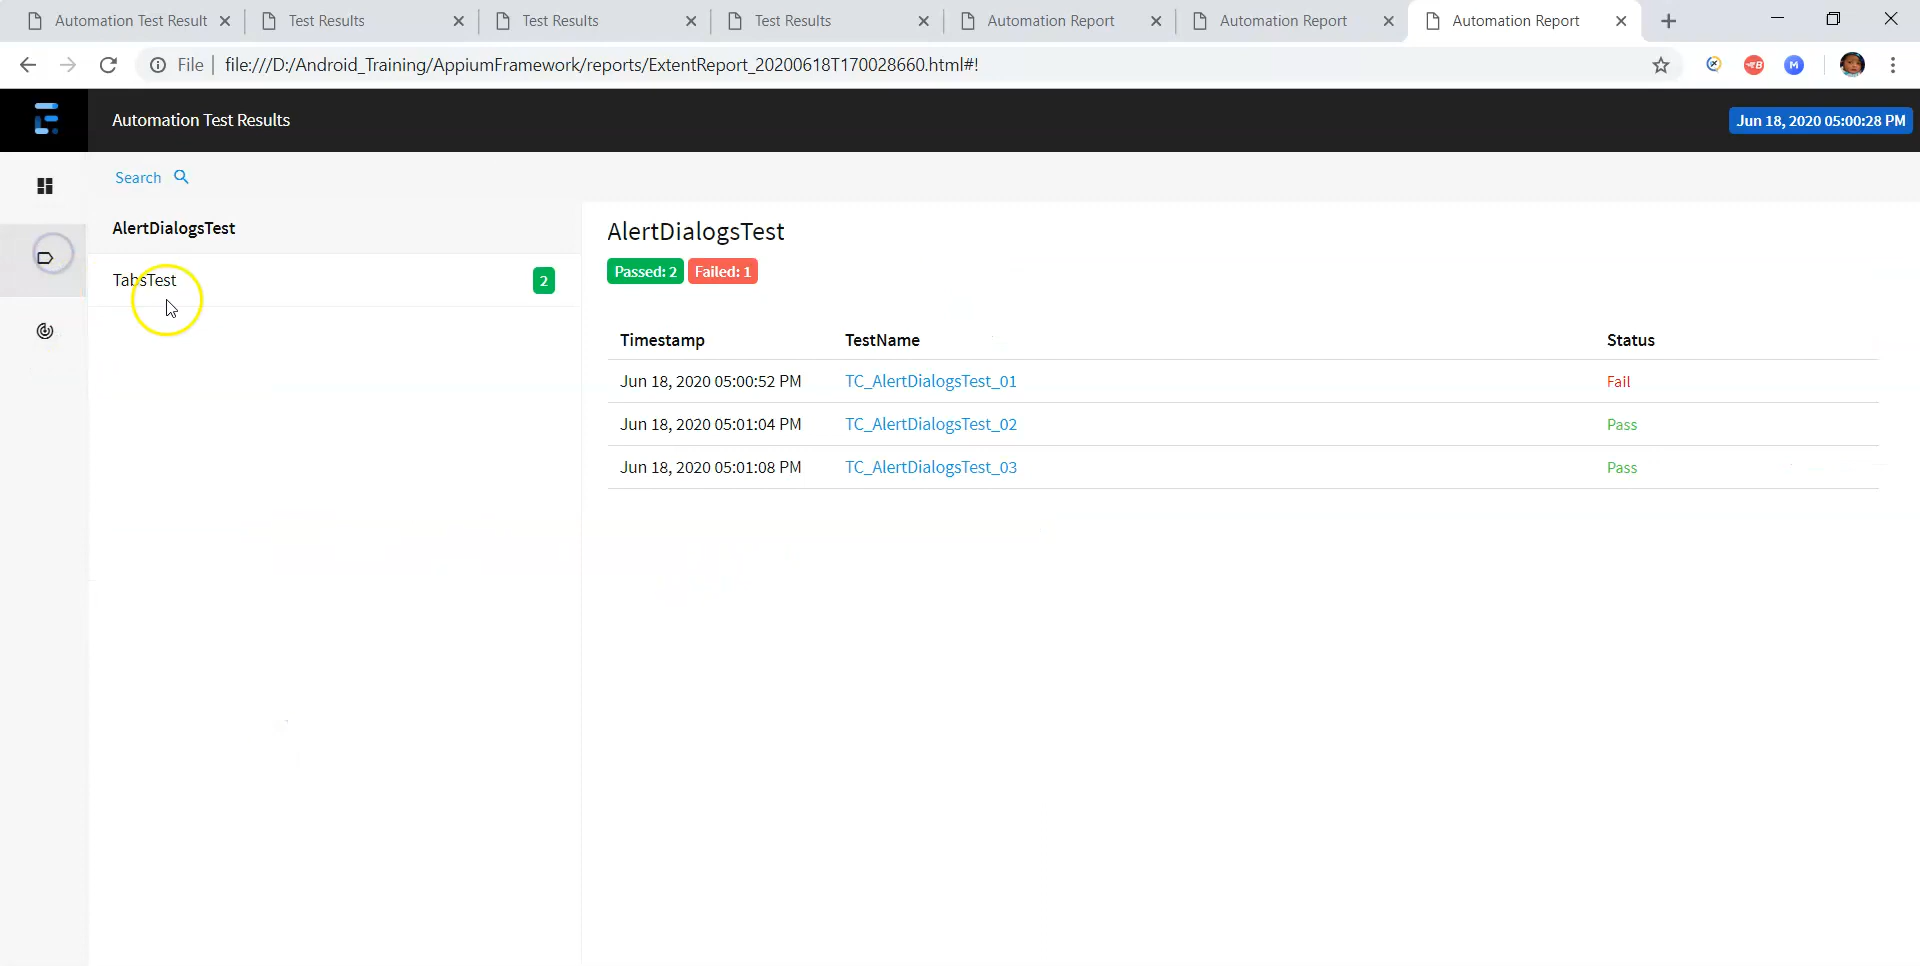 Automation Test Result
Test Results
Test Results
Test Results
Automation Report
Automation Report
Automation Report
File
file:///D:/Android_Training/AppiumFramework/reports/ExtentReport_20200618T170028660.html#!
B
M
Automation Test Results
Jun 18, 2020 05:00:28 PM
Search
AlertDialogsTest
TabsTest
2
AlertDialogsTest
Passed: 2 Failed: 1
Timestamp TestName Status
Jun 18, 2020 05:00:52 PM TC_AlertDialogsTest_01 Fail
Jun 18, 2020 05:01:04 PM TC_AlertDialogsTest_02 Pass
Jun 18, 2020 05:01:08 PM TC_AlertDialogsTest_03 Pass